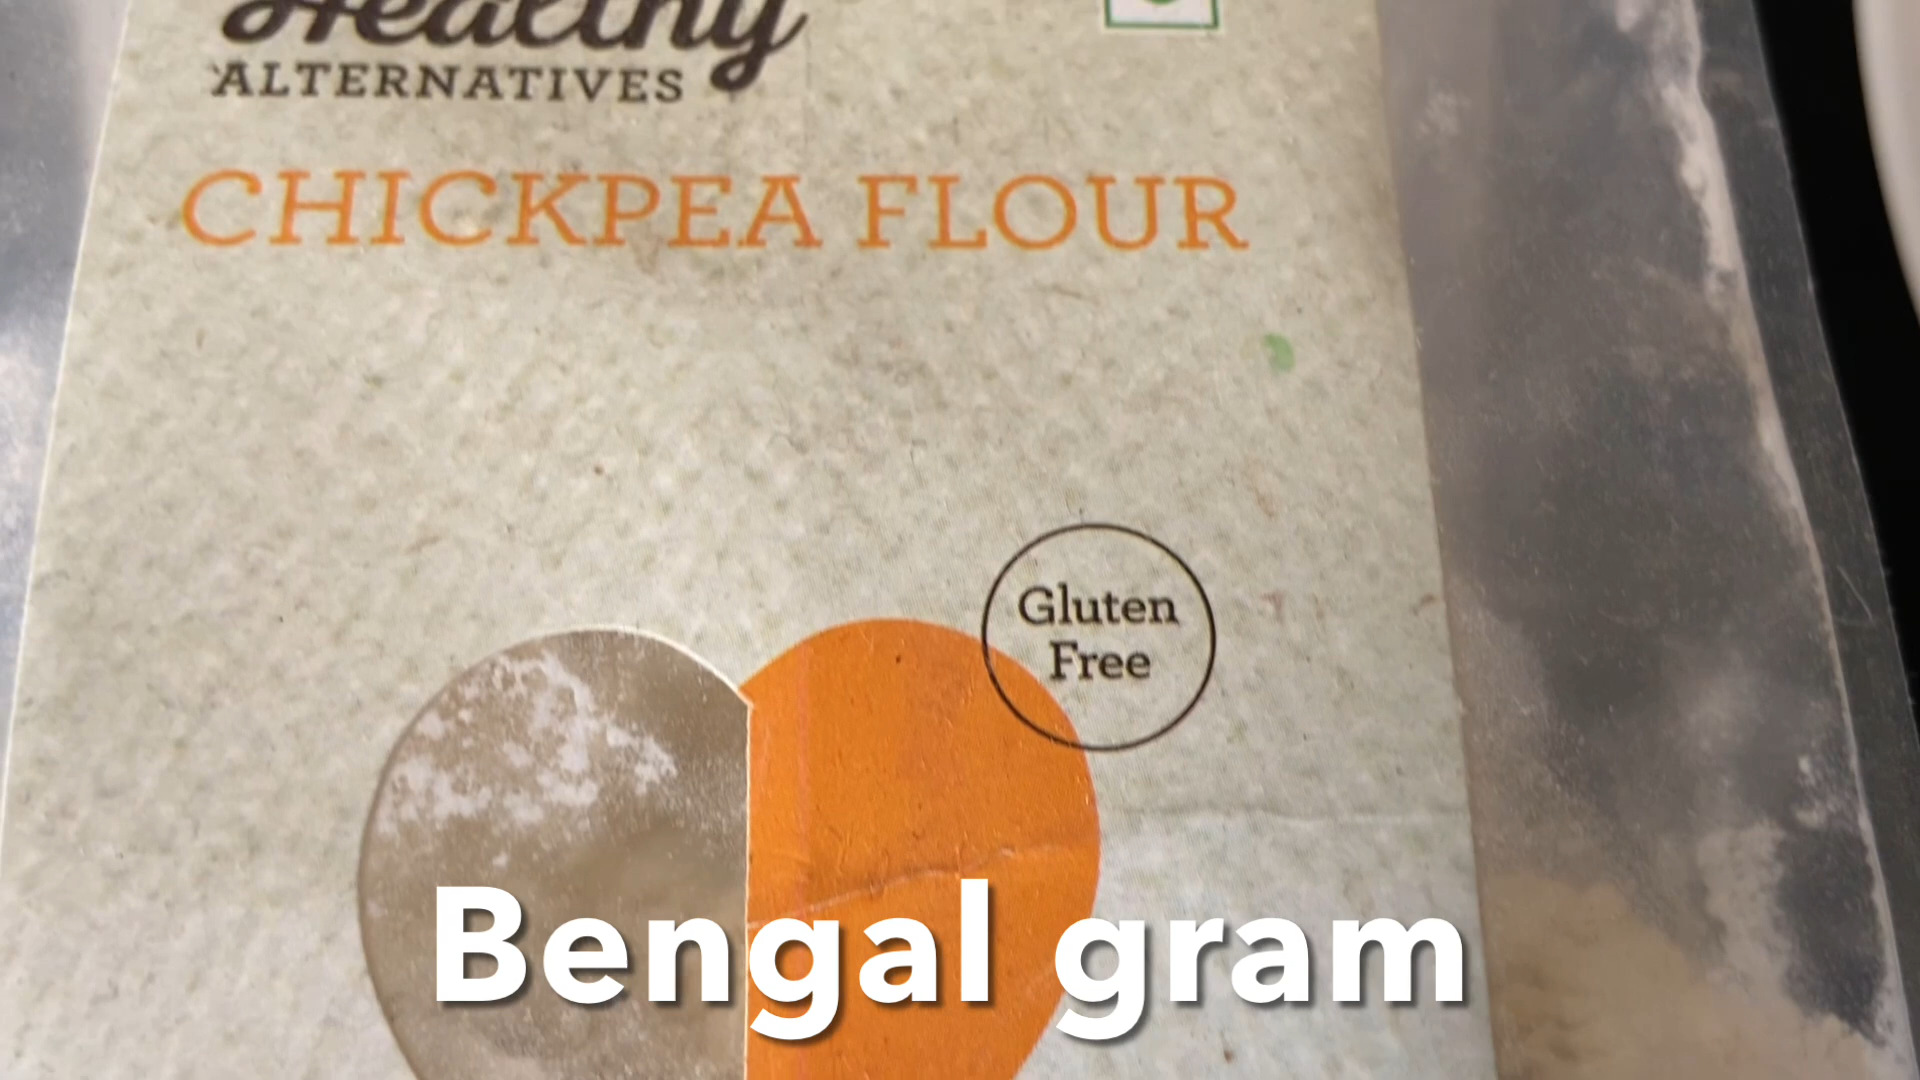 Healthy
ALTERNATIVES
CHICKPEA FLOUR
Gluten
Free
Bengal gram